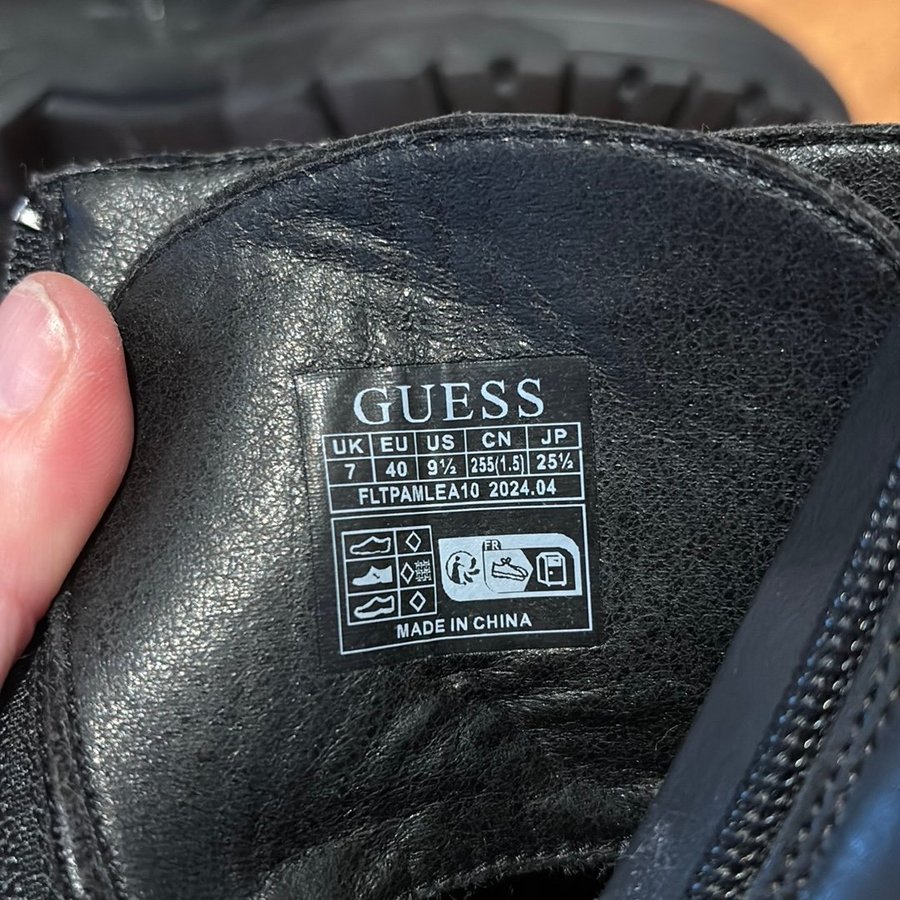 GUESS
UK EU US CN JP
7 40 9½ 255(1.5) 25½
FLTPAMLEA10 2024.04
FR
MADE IN CHINA